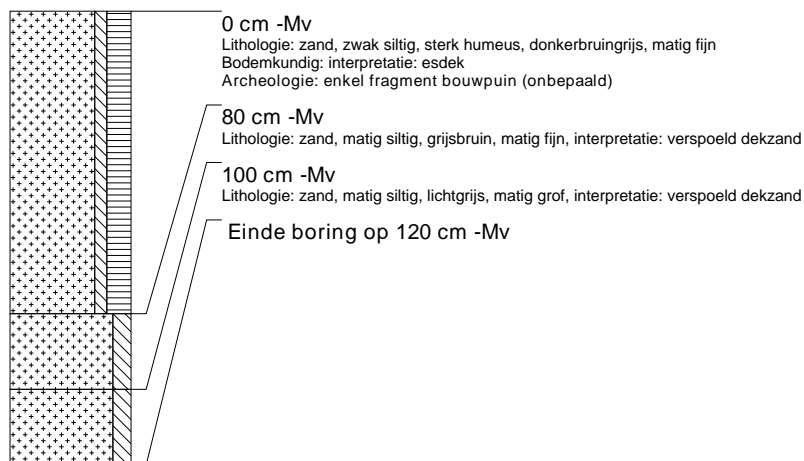 0 cm -Mv
Lithologie: zand, zwak siltig, sterk humeus, donkerbruingrijs, matig fijn
Bodemkundig: interpretatie: esdek
Archeologie: enkel fragment bouwpuin (onbepaald)
80 cm -Mv
Lithologie: zand, matig siltig, grijsbruin, matig fijn, interpretatie: verspoeld dekzand
100 cm -Mv
Lithologie: zand, matig siltig, lichtgrijs, matig grof, interpretatie: verspoeld dekzand
Einde boring op 120 cm -Mv